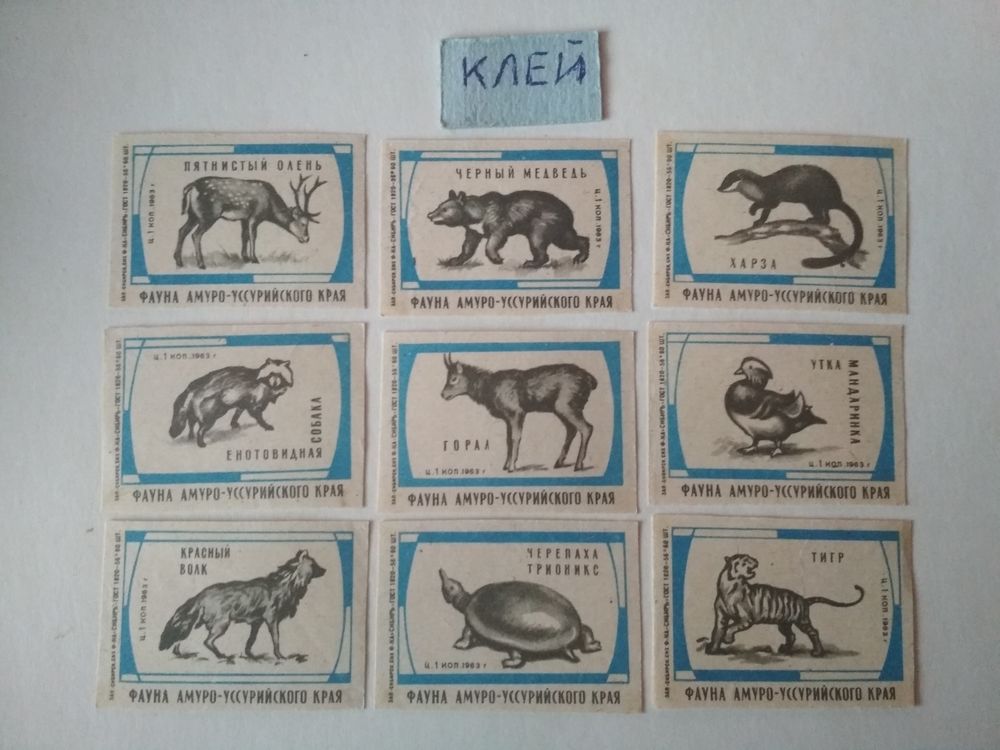 КЛЕЙ
ПЯТНИСТЫЙ ОЛЕНЬ
Ц. 1 КОП. 1963 г
ФАУНА АМУРО-УССУРИЙСКОГО КРАЯ
ЧЕРНЫЙ МЕДВЕДЬ
Ц. 1 КОП. 1963 г
ФАУНА АМУРО-УССУРИЙСКОГО КРАЯ
ХАРЗА
Ц. 1 КОП. 1963 г
ФАУНА АМУРО-УССУРИЙСКОГО КРАЯ
Ц. 1 КОП. 1963 г
ЕНОТОВИДНАЯ
СОБАКА
ФАУНА АМУРО-УССУРИЙСКОГО КРАЯ
ГОРАЛ
Ц. 1 КОП. 1963 г
ФАУНА АМУРО-УССУРИЙСКОГО КРАЯ
УТКА
МАНДАРИНКА
Ц. 1 КОП. 1963 г
ФАУНА АМУРО-УССУРИЙСКОГО КРАЯ
КРАСНЫЙ
ВОЛК
Ц. 1 КОП. 1963 г
ФАУНА АМУРО-УССУРИЙСКОГО КРАЯ
ЧЕРЕПАХА
ТРИОНИКС
Ц. 1 КОП. 1963 г
ФАУНА АМУРО-УССУРИЙСКОГО КРАЯ
ТИГР
Ц. 1 КОП. 1963 г
ФАУНА АМУРО-УССУРИЙСКОГО КРАЯ